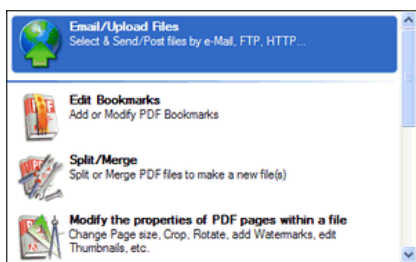 Email/Upload Files
Select & Send/Post files by e-Mail, FTP, HTTP...
Edit Bookmarks
Add or Modify PDF Bookmarks
Split/Merge
Split or Merge PDF files to make a new file(s)
Modify the properties of PDF pages within a file
Change Page size, Crop, Rotate, add Watermarks, edit
Thumbnails, etc.